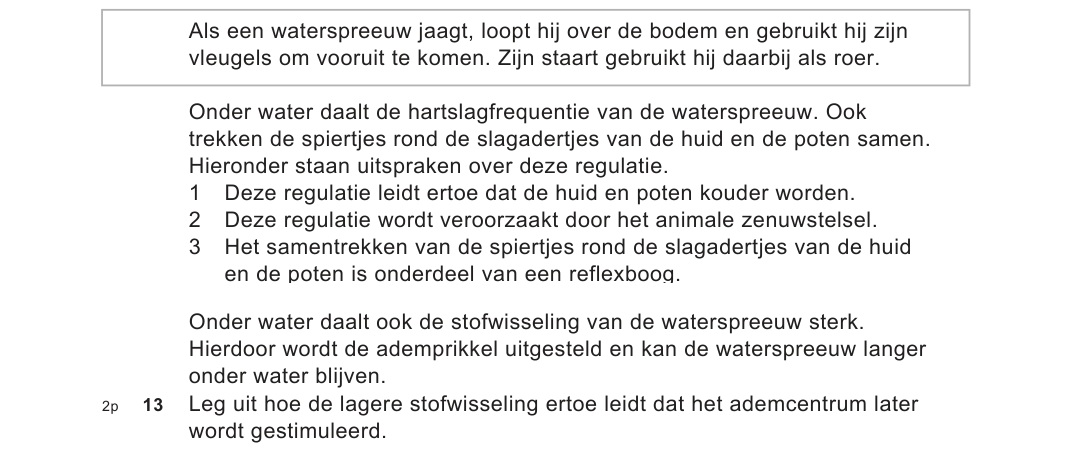 Als een waterspreeuw jaagt, loopt hij over de bodem en gebruikt hij zijn
vleugels om vooruit te komen. Zijn staart gebruikt hij daarbij als roer.
Onder water daalt de hartslagfrequentie van de waterspreeuw. Ook
trekken de spiertjes rond de slagadertjes van de huid en de poten samen.
Hieronder staan uitspraken over deze regulatie.
1 Deze regulatie leidt ertoe dat de huid en poten kouder worden.
2 Deze regulatie wordt veroorzaakt door het animale zenuwstelsel.
3 Het samentrekken van de spiertjes rond de slagadertjes van de huid
en de poten is onderdeel van een reflexboog.
Onder water daalt ook de stofwisseling van de waterspreeuw sterk.
Hierdoor wordt de ademprikkel uitgesteld en kan de waterspreeuw langer
onder water blijven.
2p 13 Leg uit hoe de lagere stofwisseling ertoe leidt dat het ademcentrum later
wordt gestimuleerd.